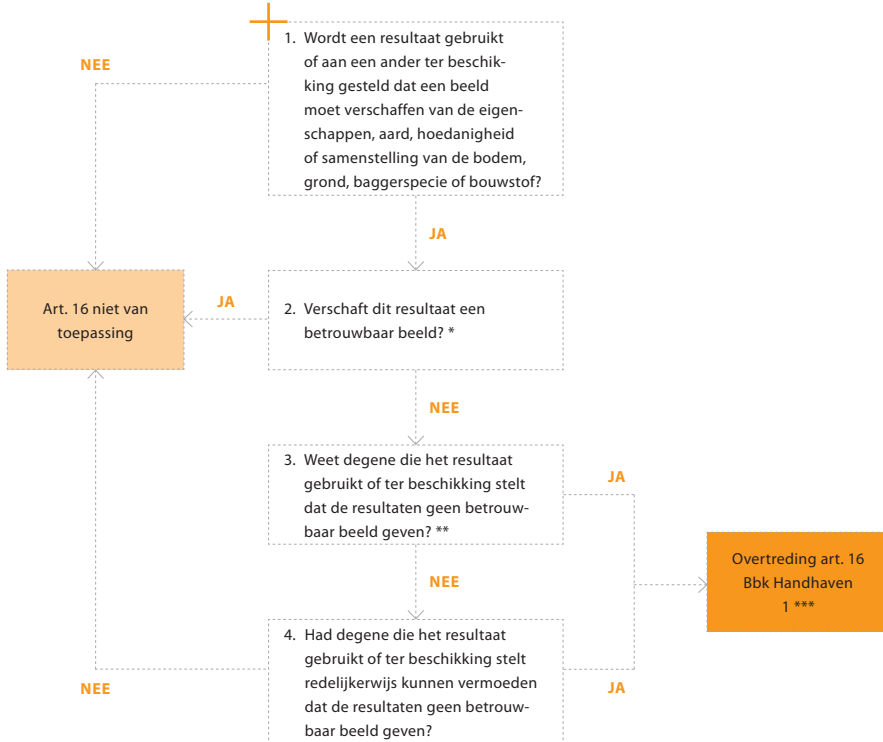 1. Wordt een resultaat gebruikt
of aan een ander ter beschik-
king gesteld dat een beeld
moet verschaffen van de eigen-
schappen, aard, hoedanigheid
of samenstelling van de bodem,
grond, baggerspecie of bouwstof?
NEE
JA
Art. 16 niet van
toepassing
JA
2. Verschaft dit resultaat een
betrouwbaar beeld? *
NEE
3. Weet degene die het resultaat
gebruikt of ter beschikking stelt
dat de resultaten geen betrouw-
baar beeld geven? **
JA
NEE
Overtreding art. 16
Bbk Handhaven
1 ***
4. Had degene die het resultaat
gebruikt of ter beschikking stelt
redelijkerwijs kunnen vermoeden
dat de resultaten geen betrouw-
baar beeld geven?
NEE
JA